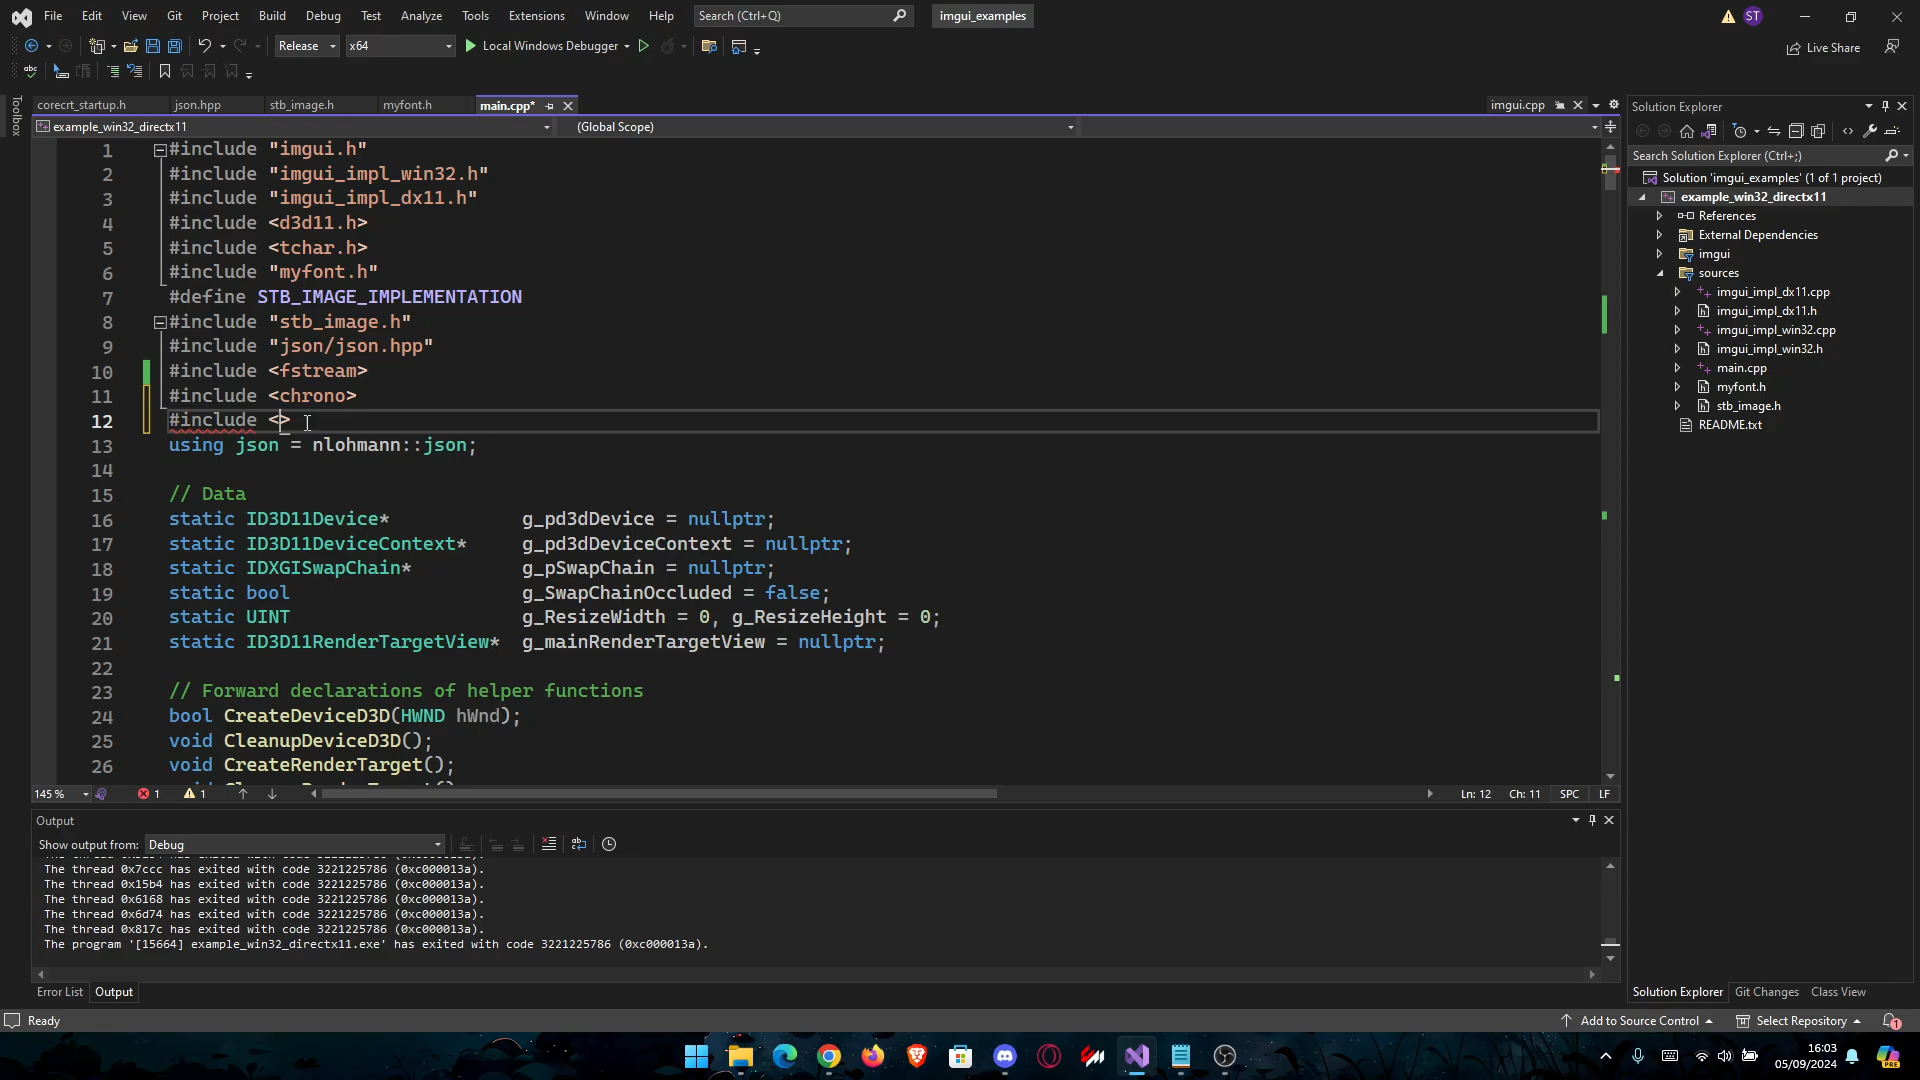 File Edit View Git Project Build Debug Test Analyze Tools Extensions Window Help Search (Ctrl+Q) imgui_examples ST
Release x64 Local Windows Debugger Live Share
corecrt_startup.h json.hpp stb_image.h myfont.h main.cpp* imgui.cpp
example_win32_directx11 (Global Scope)
1 #include "imgui.h"
2 #include "imgui_impl_win32.h"
3 #include "imgui_impl_dx11.h"
4 #include <d3d11.h>
5 #include <tchar.h>
6 #include "myfont.h"
7 #define STB_IMAGE_IMPLEMENTATION
8 #include "stb_image.h"
9 #include "json/json.hpp"
10 #include <fstream>
11 #include <chrono>
12 #include <>
13 using json = nlohmann::json;
14
15 // Data
16 static ID3D11Device* g_pd3dDevice = nullptr;
17 static ID3D11DeviceContext* g_pd3dDeviceContext = nullptr;
18 static IDXGISwapChain* g_pSwapChain = nullptr;
19 static bool g_SwapChainOccluded = false;
20 static UINT g_ResizeWidth = 0, g_ResizeHeight = 0;
21 static ID3D11RenderTargetView* g_mainRenderTargetView = nullptr;
22
23 // Forward declarations of helper functions
24 bool CreateDeviceD3D(HWND hWnd);
25 void CleanupDeviceD3D();
26 void CreateRenderTarget();
145 % 1 1 Ln: 12 Ch: 11 SPC LF
Output
Show output from: Debug
The thread 0x7ccc has exited with code 3221225786 (0xc000013a).
The thread 0x15b4 has exited with code 3221225786 (0xc000013a).
The thread 0x6168 has exited with code 3221225786 (0xc000013a).
The thread 0x6d74 has exited with code 3221225786 (0xc000013a).
The thread 0x817c has exited with code 3221225786 (0xc000013a).
The program '[15664] example_win32_directx11.exe' has exited with code 3221225786 (0xc000013a).
Error List Output
Toolbox
Solution Explorer
Search Solution Explorer (Ctrl+;)
Solution 'imgui_examples' (1 of 1 project)
example_win32_directx11
References
External Dependencies
imgui
sources
imgui_impl_dx11.cpp
imgui_impl_dx11.h
imgui_impl_win32.cpp
imgui_impl_win32.h
main.cpp
myfont.h
stb_image.h
README.txt
Solution Explorer Git Changes Class View
Ready Add to Source Control Select Repository 1
16:03
05/09/2024